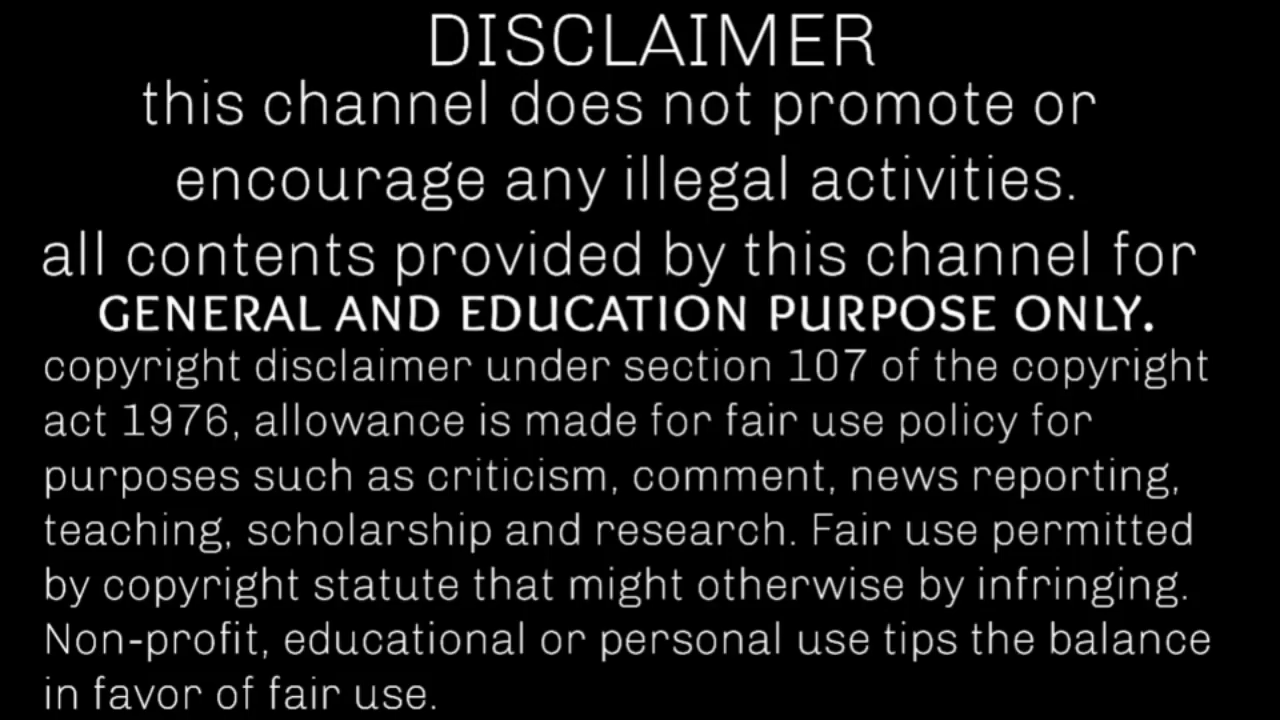 DISCLAIMER
this channel does not promote or
encourage any illegal activities.
all contents provided by this channel for
GENERAL AND EDUCATION PURPOSE ONLY.
copyright disclaimer under section 107 of the copyright
act 1976, allowance is made for fair use policy for
purposes such as criticism, comment, news reporting,
teaching, scholarship and research. Fair use permitted
by copyright statute that might otherwise by infringing.
Non-profit, educational or personal use tips the balance
in favor of fair use.